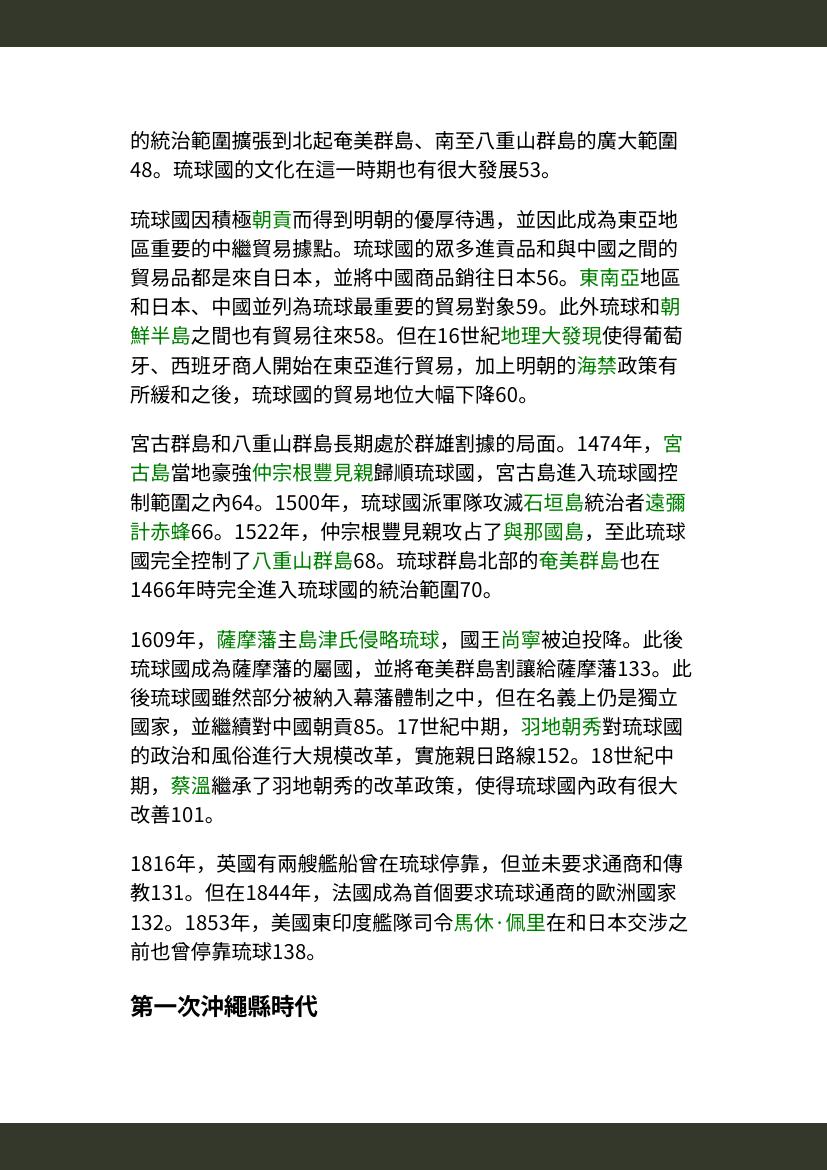 的統治範圍擴張到北起奄美群島、南至八重山群島的廣大範圍
48。琉球國的文化在這一時期也有很大發展53。
琉球國因積極朝貢而得到明朝的優厚待遇，並因此成為東亞地
區重要的中繼貿易據點。琉球國的眾多進貢品和與中國之間的
貿易品都是來自日本，並將中國商品銷往日本56。東南亞地區
和日本、中國並列為琉球最重要的貿易對象59。此外琉球和朝
鮮半島之間也有貿易往來58。但在16世紀地理大發現使得葡萄
牙、西班牙商人開始在東亞進行貿易，加上明朝的海禁政策有
所緩和之後，琉球國的貿易地位大幅下降60。
宮古群島和八重山群島長期處於群雄割據的局面。1474年，宮
古島當地豪強仲宗根豐見親歸順琉球國，宮古島進入琉球國控
制範圍之內64。1500年，琉球國派軍隊攻滅石垣島統治者遠彌
計赤蜂66。1522年，仲宗根豐見親攻占了與那國島，至此琉球
國完全控制了八重山群島68。琉球群島北部的奄美群島也在
1466年時完全進入琉球國的統治範圍70。
1609年，薩摩藩主島津氏侵略琉球，國王尚寧被迫投降。此後
琉球國成為薩摩藩的屬國，並將奄美群島割讓給薩摩藩133。此
後琉球國雖然部分被納入幕藩體制之中，但在名義上仍是獨立
國家，並繼續對中國朝貢85。17世紀中期，羽地朝秀對琉球國
的政治和風俗進行大規模改革，實施親日路線152。18世紀中
期，蔡溫繼承了羽地朝秀的改革政策，使得琉球國內政有很大
改善101。
1816年，英國有兩艘艦船曾在琉球停靠，但並未要求通商和傳
教131。但在1844年，法國成為首個要求琉球通商的歐洲國家
132。1853年，美國東印度艦隊司令馬休·佩里在和日本交涉之
前也曾停靠琉球138。
第一次沖繩縣時代